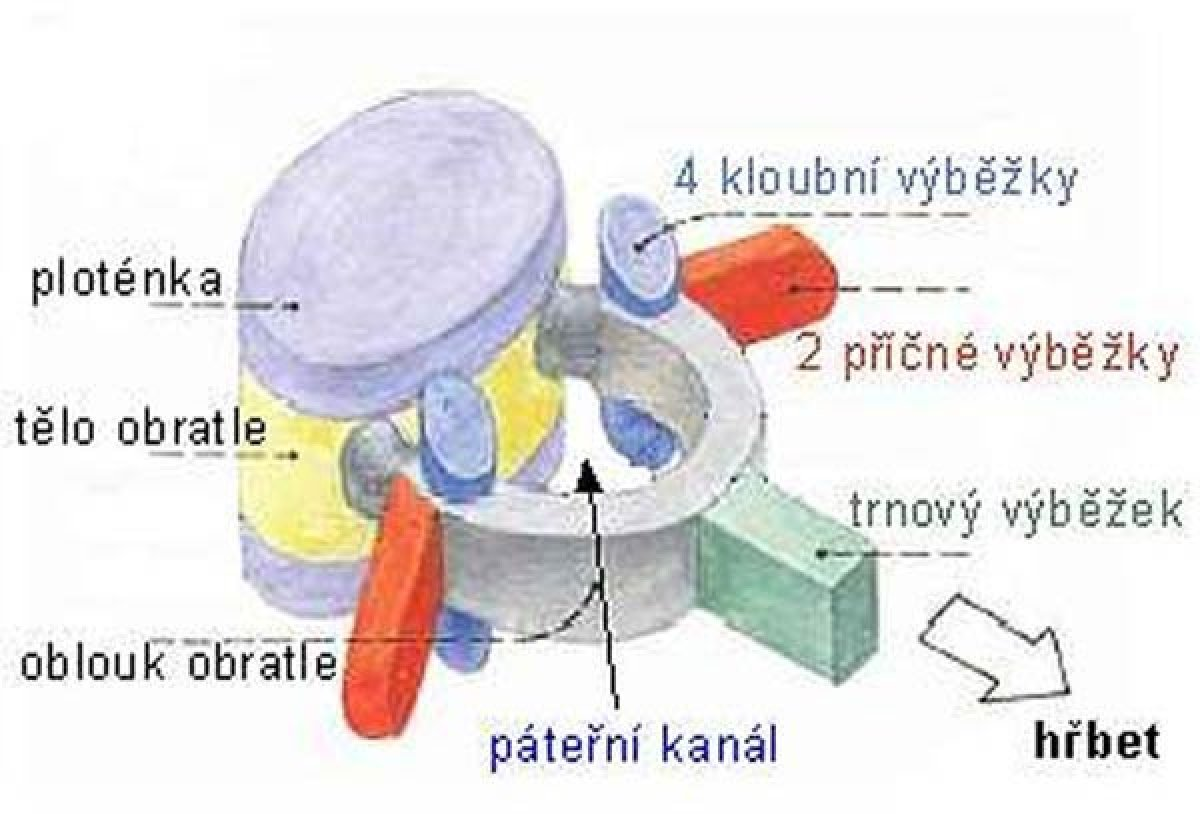 4 kloubní výběžky
ploténka
2 příčné výběžky
tělo obratle
trnový výběžek
oblouk obratle
páteřní kanál
hřbet